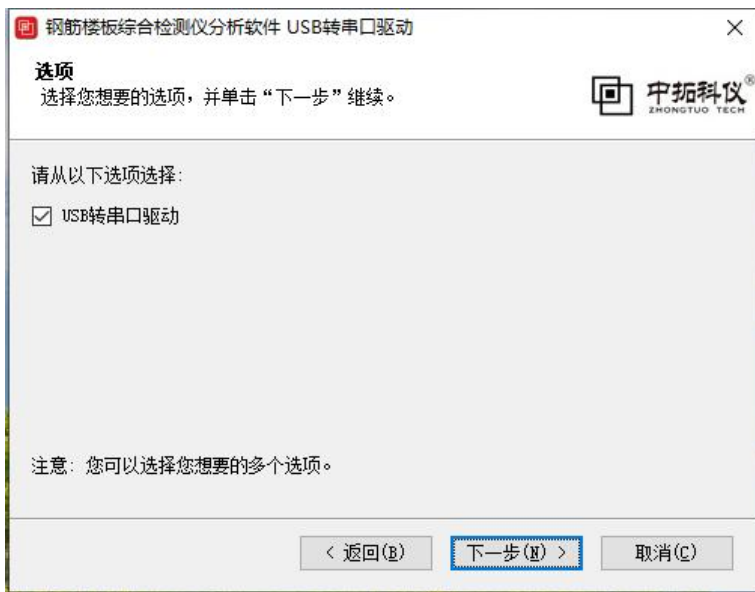 钢筋楼板综合检测仪分析软件 USB转串口驱动
选项
选择您想要的选项，并单击“下一步”继续。
中拓科仪®
ZHONGTUO TECH
请从以下选项选择:
USB转串口驱动
注意: 您可以选择您想要的多个选项。
< 返回(B)
下一步(N) >
取消(C)